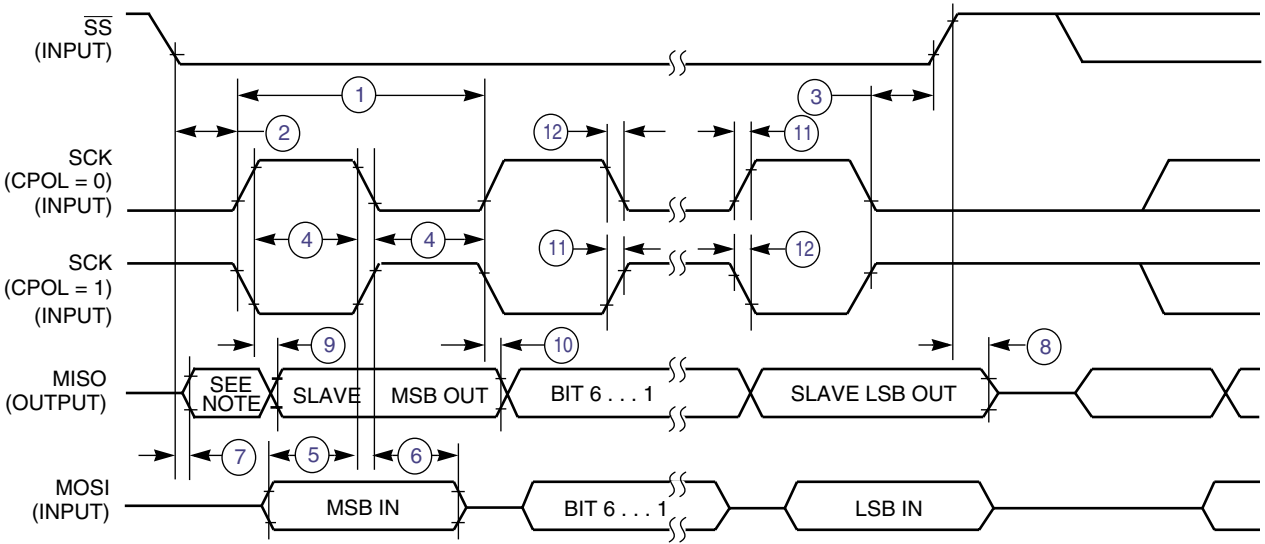 SS
(INPUT)
1
3
2
12
11
SCK
(CPOL = 0)
(INPUT)
4
4
11
12
SCK
(CPOL = 1)
(INPUT)
9
10
8
MISO
(OUTPUT)
SEE
NOTE
SLAVE
MSB OUT
BIT 6 . . . 1
SLAVE LSB OUT
7
5
6
MOSI
(INPUT)
MSB IN
BIT 6 . . . 1
LSB IN